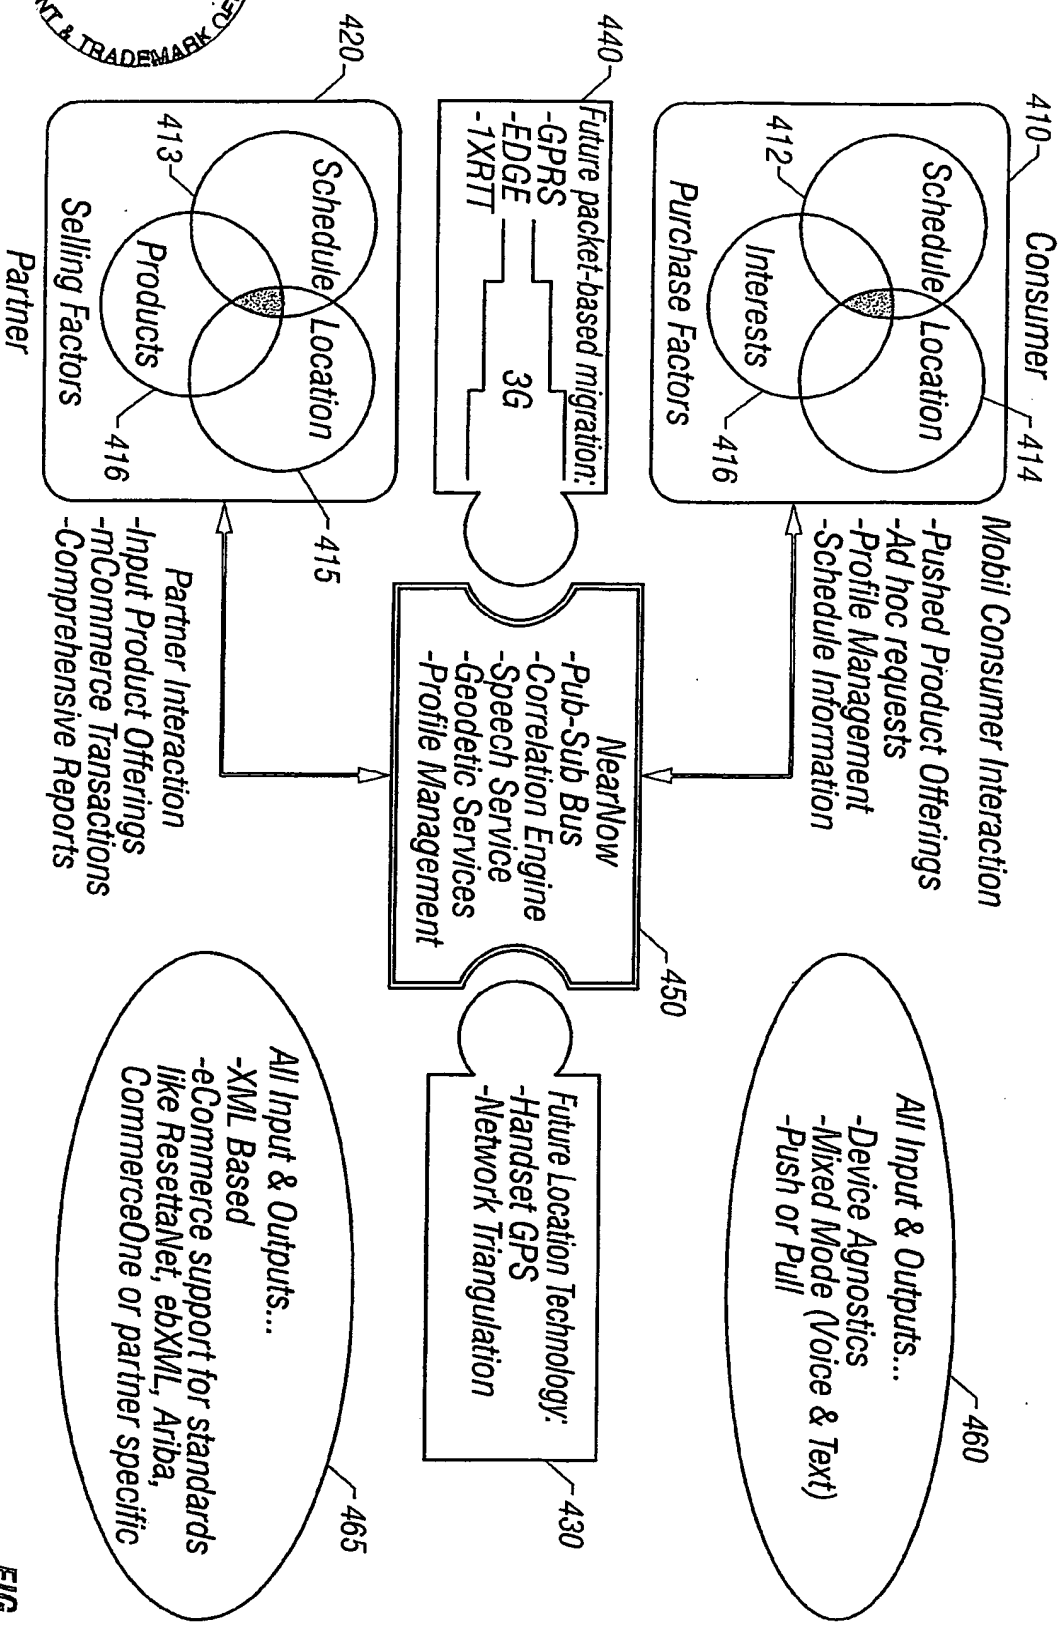 410
Consumer
Schedule
Location
Interests
412
414
416
Purchase Factors
Mobil Consumer Interaction
-Pushed Product Offerings
-Ad hoc requests
-Profile Management
-Schedule Information
All Input & Outputs...
-Device Agnostics
-Mixed Mode (Voice & Text)
-Push or Pull
460
440
Future packet-based migration:
-GPRS
-EDGE
-1XRTT
3G
NearNow
-Pub-Sub Bus
-Correlation Engine
-Speech Service
-Geodetic Services
-Profile Management
450
Future Location Technology:
-Handset GPS
-Network Triangulation
430
420
Schedule
Location
Products
413
415
416
Selling Factors
Partner
Partner Interaction
-Input Product Offerings
-mCommerce Transactions
-Comprehensive Reports
All Input & Outputs...
-XML Based
-eCommerce support for standards
like ResettaNet, ebXML, Ariba,
CommerceOne or partner specific
465
& TRADEMARK
FIG